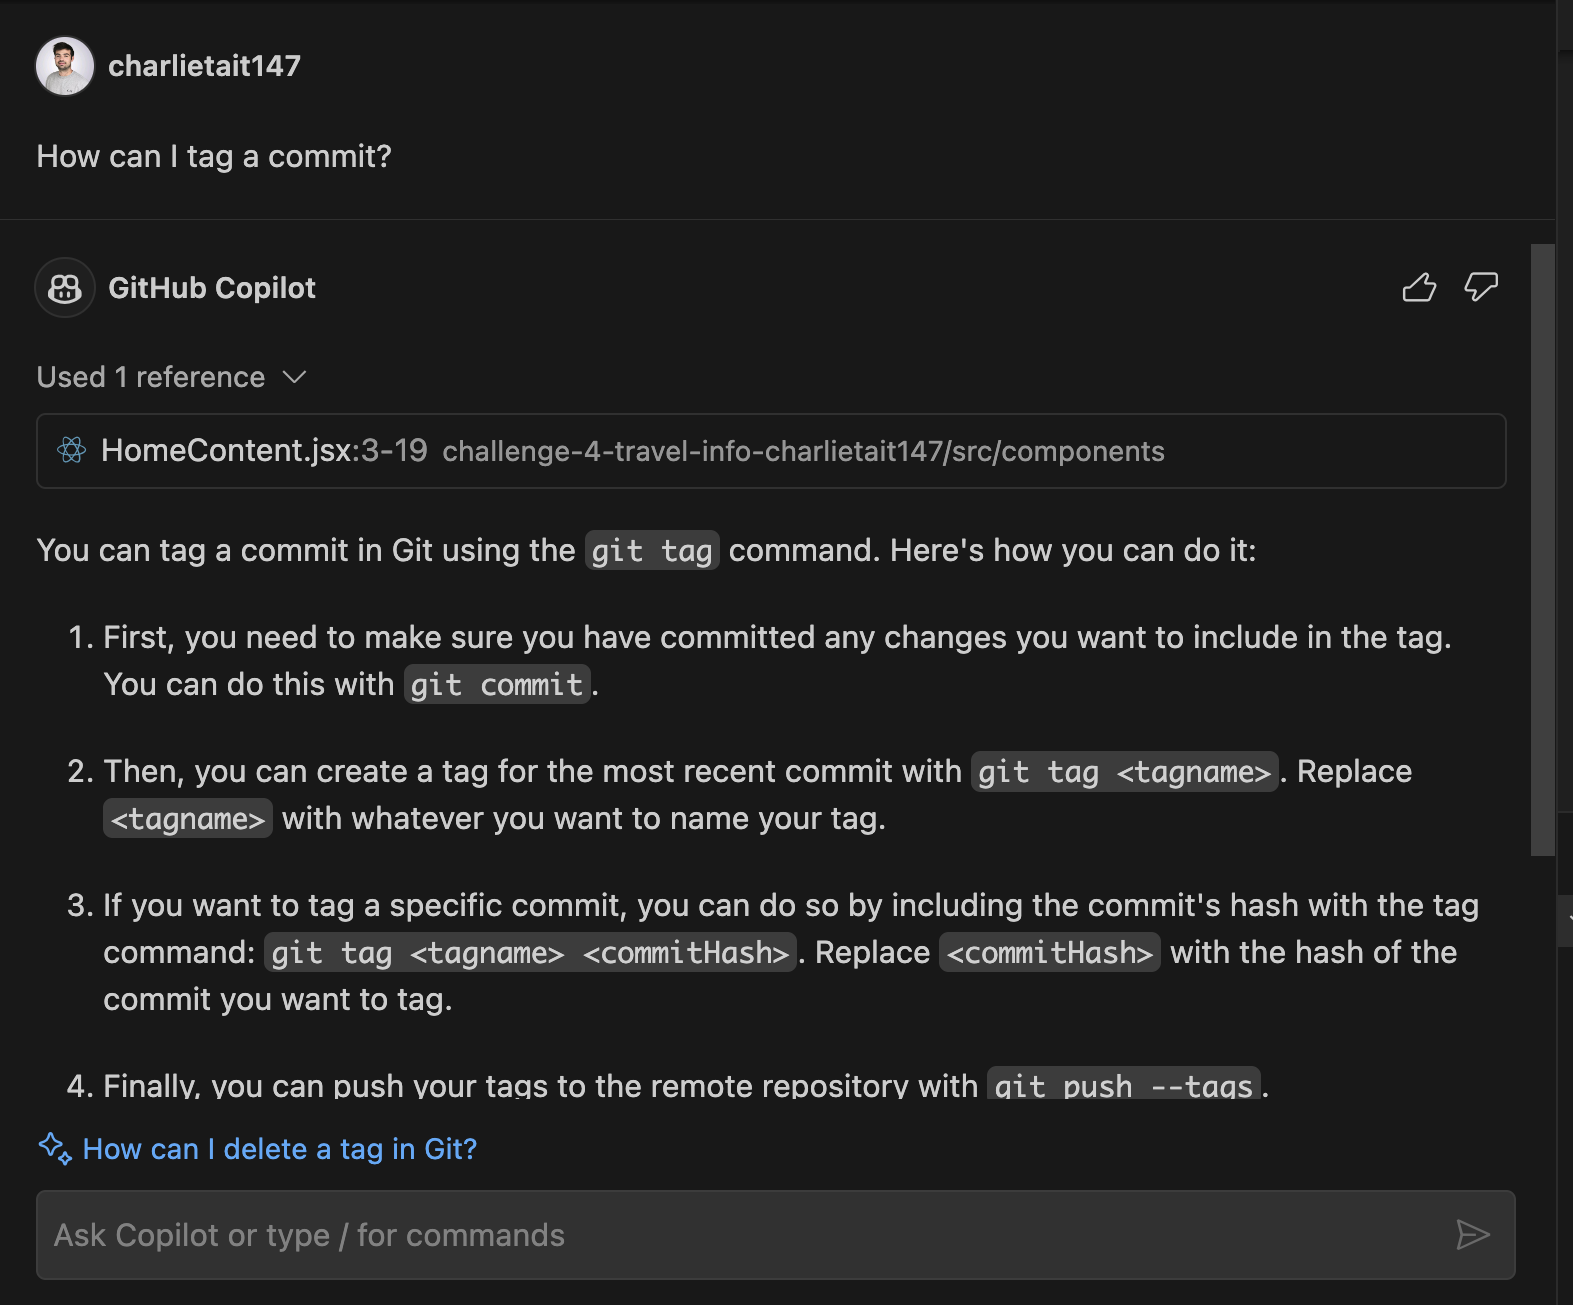 charlietait147
How can I tag a commit?
GitHub Copilot
Used 1 reference
HomeContent.jsx:3-19 challenge-4-travel-info-charlietait147/src/components
You can tag a commit in Git using the git tag command. Here's how you can do it:
1. First, you need to make sure you have committed any changes you want to include in the tag.
You can do this with git commit.
2. Then, you can create a tag for the most recent commit with git tag <tagname>. Replace
<tagname> with whatever you want to name your tag.
3. If you want to tag a specific commit, you can do so by including the commit's hash with the tag
command: git tag <tagname> <commitHash>. Replace <commitHash> with the hash of the
commit you want to tag.
4. Finally, you can push your tags to the remote repository with git push --tags.
How can I delete a tag in Git?
Ask Copilot or type / for commands